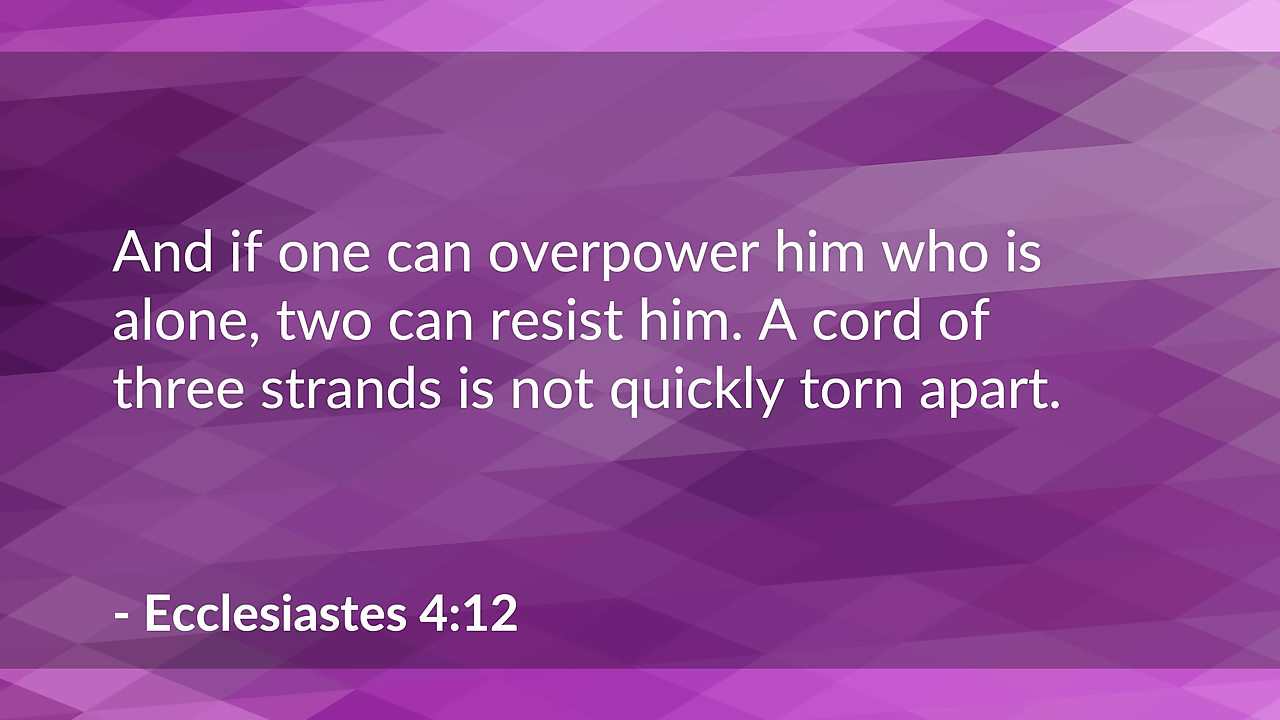 And if one can overpower him who is
alone, two can resist him. A cord of
three strands is not quickly torn apart.
- Ecclesiastes 4:12